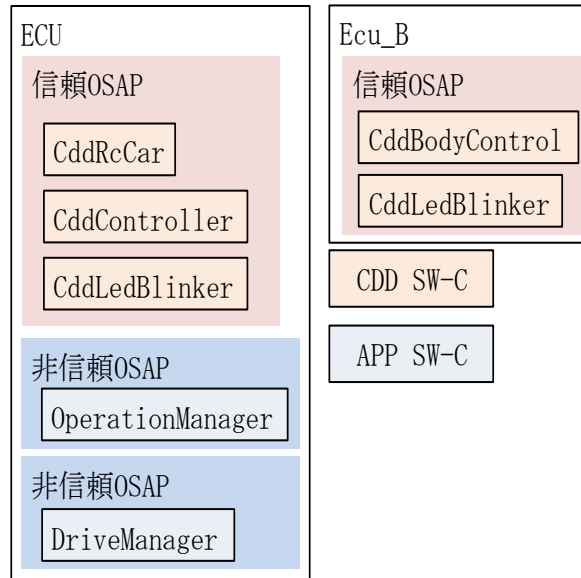 ECU
信頼OSAP
CddRcCar
CddController
CddLedBlinker
非信頼OSAP
OperationManager
非信頼OSAP
DriveManager
Ecu_B
信頼OSAP
CddBodyControl
CddLedBlinker
CDD SW-C
APP SW-C